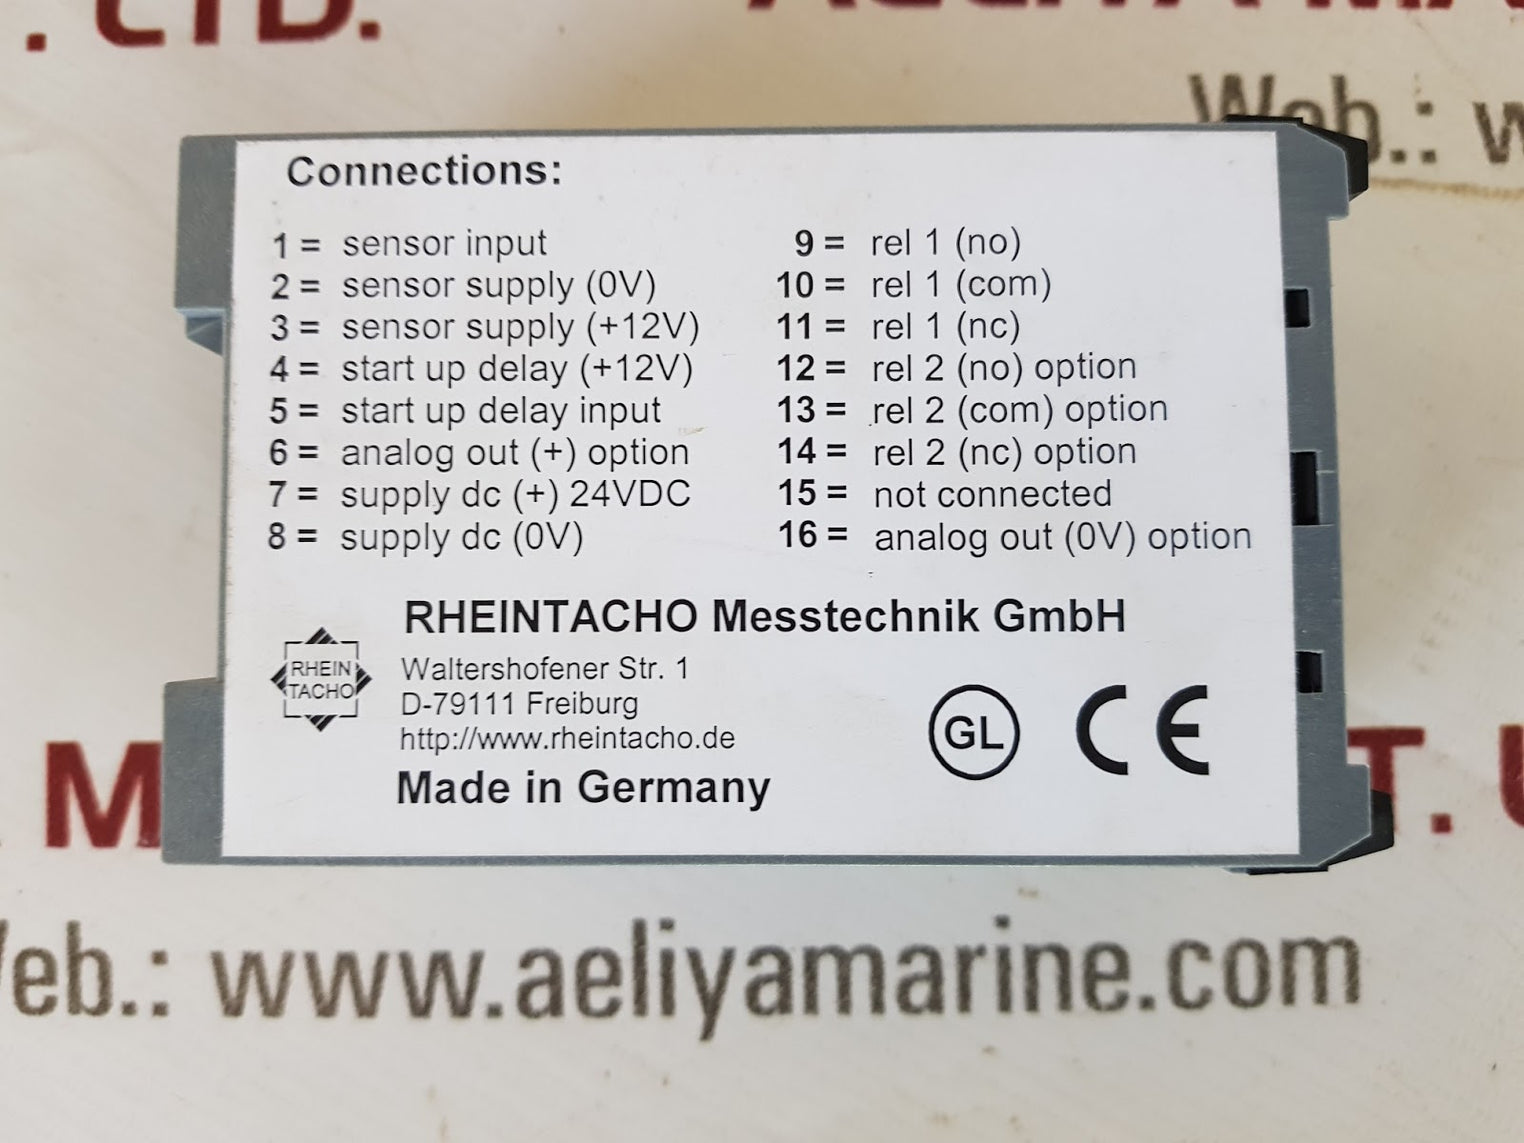 . LTD.
Web.: w
Connections:
1 = sensor input
2 = sensor supply (0V)
3 = sensor supply (+12V)
4 = start up delay (+12V)
5 = start up delay input
6 = analog out (+) option
7 = supply dc (+) 24VDC
8 = supply dc (0V)
9 = rel 1 (no)
10 = rel 1 (com)
11 = rel 1 (nc)
12 = rel 2 (no) option
13 = rel 2 (com) option
14 = rel 2 (nc) option
15 = not connected
16 = analog out (0V) option
RHEINTACHO Messtechnik GmbH
RHEIN
TACHO
Waltershofener Str. 1
D-79111 Freiburg
http://www.rheintacho.de
Made in Germany
GL CE
M
T.
Web.: www.aeliyamarine.com